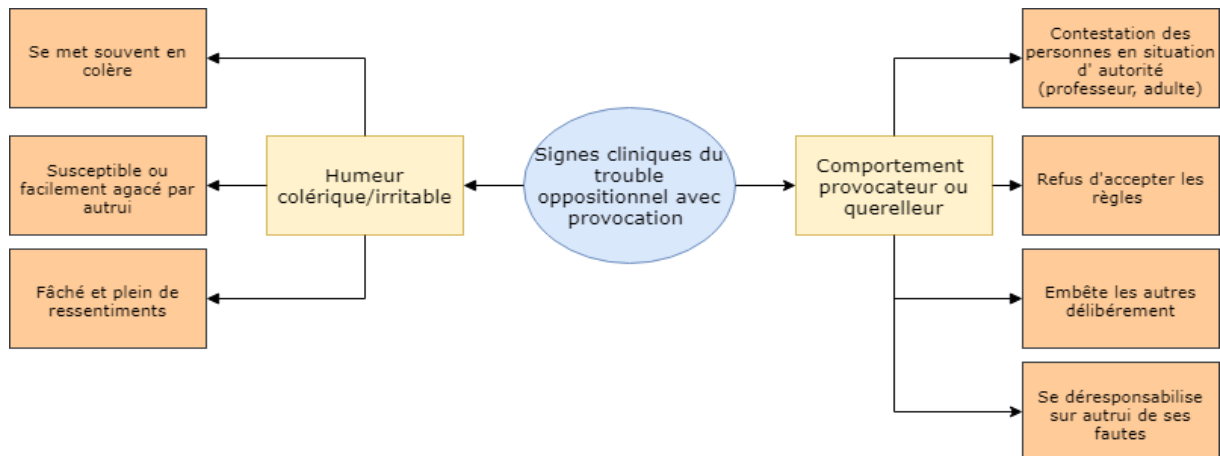 Se met souvent en
colère
Susceptible ou
facilement agacé par
autrui
Fâché et plein de
ressentiments
Humeur
colérique/irritable
Signes cliniques du
trouble
oppositionnel avec
provocation
Comportement
provocateur ou
querelleur
Contestation des
personnes en situation
d' autorité
(professeur, adulte)
Refus d'accepter les
règles
Embête les autres
délibérement
Se déresponsabilise
sur autrui de ses
fautes